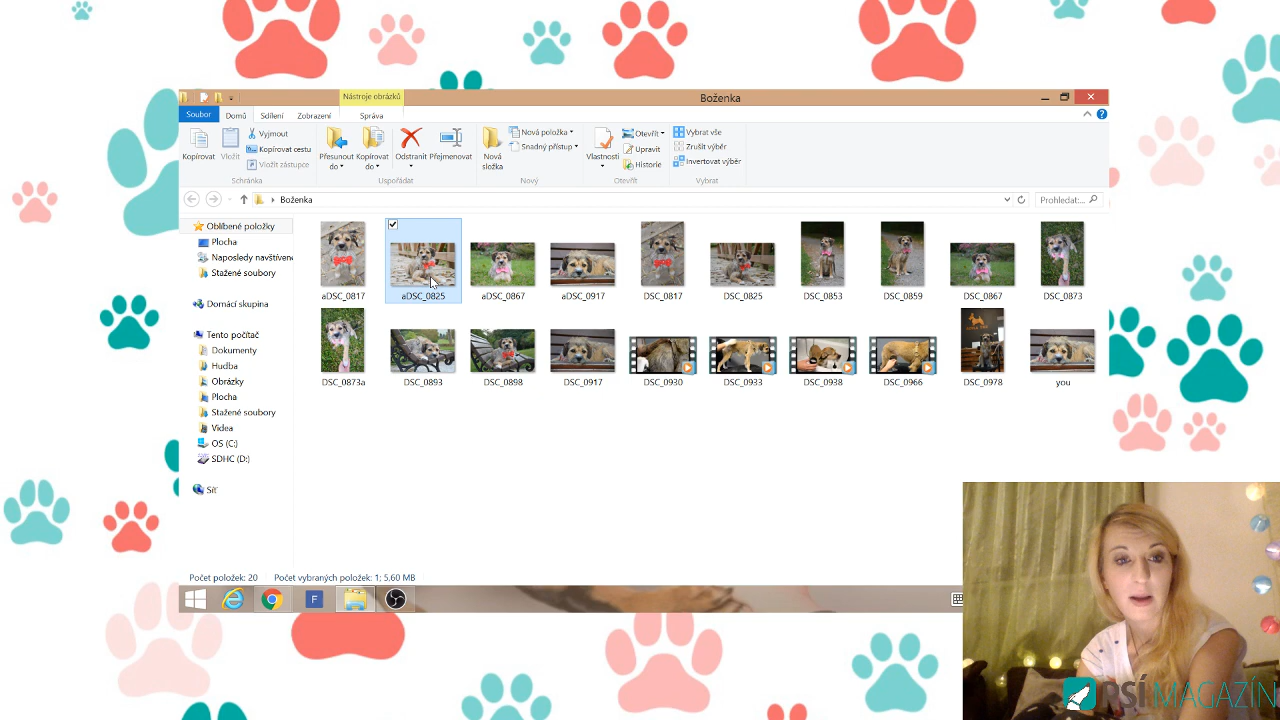 Nástroje obrázků
Boženka
Soubor Domů Sdílení Zobrazení Správa
Kopírovat
Vložit
Vyjmout
Kopírovat cestu
Vložit zástupce
Schránka
Přesunout do
Kopírovat do
Odstranit
Přejmenovat
Uspořádat
Nová složka
Nová položka
Snadný přístup
Nový
Vlastnosti
Otevřít
Upravit
Historie
Otevřít
Vybrat vše
Zrušit výběr
Invertovat výběr
Vybrat
Boženka
Prohledat:...
Oblíbené položky
Plocha
Naposledy navštívené
Stažené soubory
Domácí skupina
Tento počítač
Dokumenty
Hudba
Obrázky
Plocha
Stažené soubory
Videa
OS (C:)
SDHC (D:)
Síť
aDSC_0817 aDSC_0825 aDSC_0867 aDSC_0917 DSC_0817 DSC_0825 DSC_0853 DSC_0859 DSC_0867 DSC_0873
DSC_0873a DSC_0893 DSC_0898 DSC_0917 DSC_0930 DSC_0933 DSC_0938 DSC_0966 DSC_0978 you
Počet položek: 20 Počet vybraných položek: 1; 5.60 MB
F
PSÍ MAGAZÍN